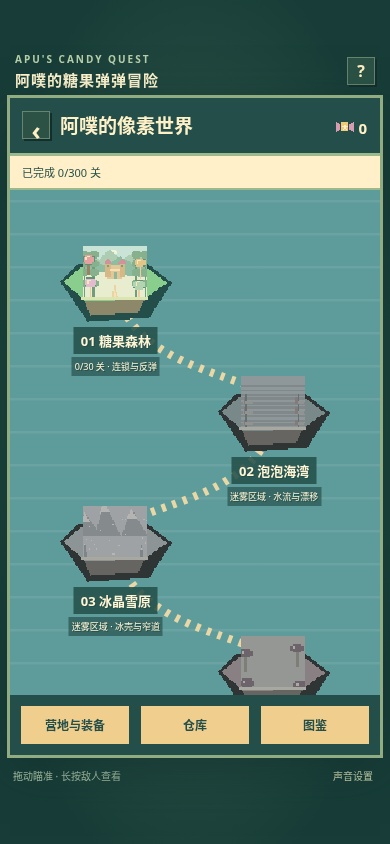 APU'S CANDY QUEST
阿噗的糖果弹弹冒险
?
‹ 阿噗的像素世界 0
已完成 0/300 关
01 糖果森林
0/30 关 · 连锁与反弹
02 泡泡海湾
迷雾区域 · 水流与漂移
03 冰晶雪原
迷雾区域 · 冰壳与窄道
营地与装备 仓库 图鉴
拖动瞄准 · 长按敌人查看 声音设置